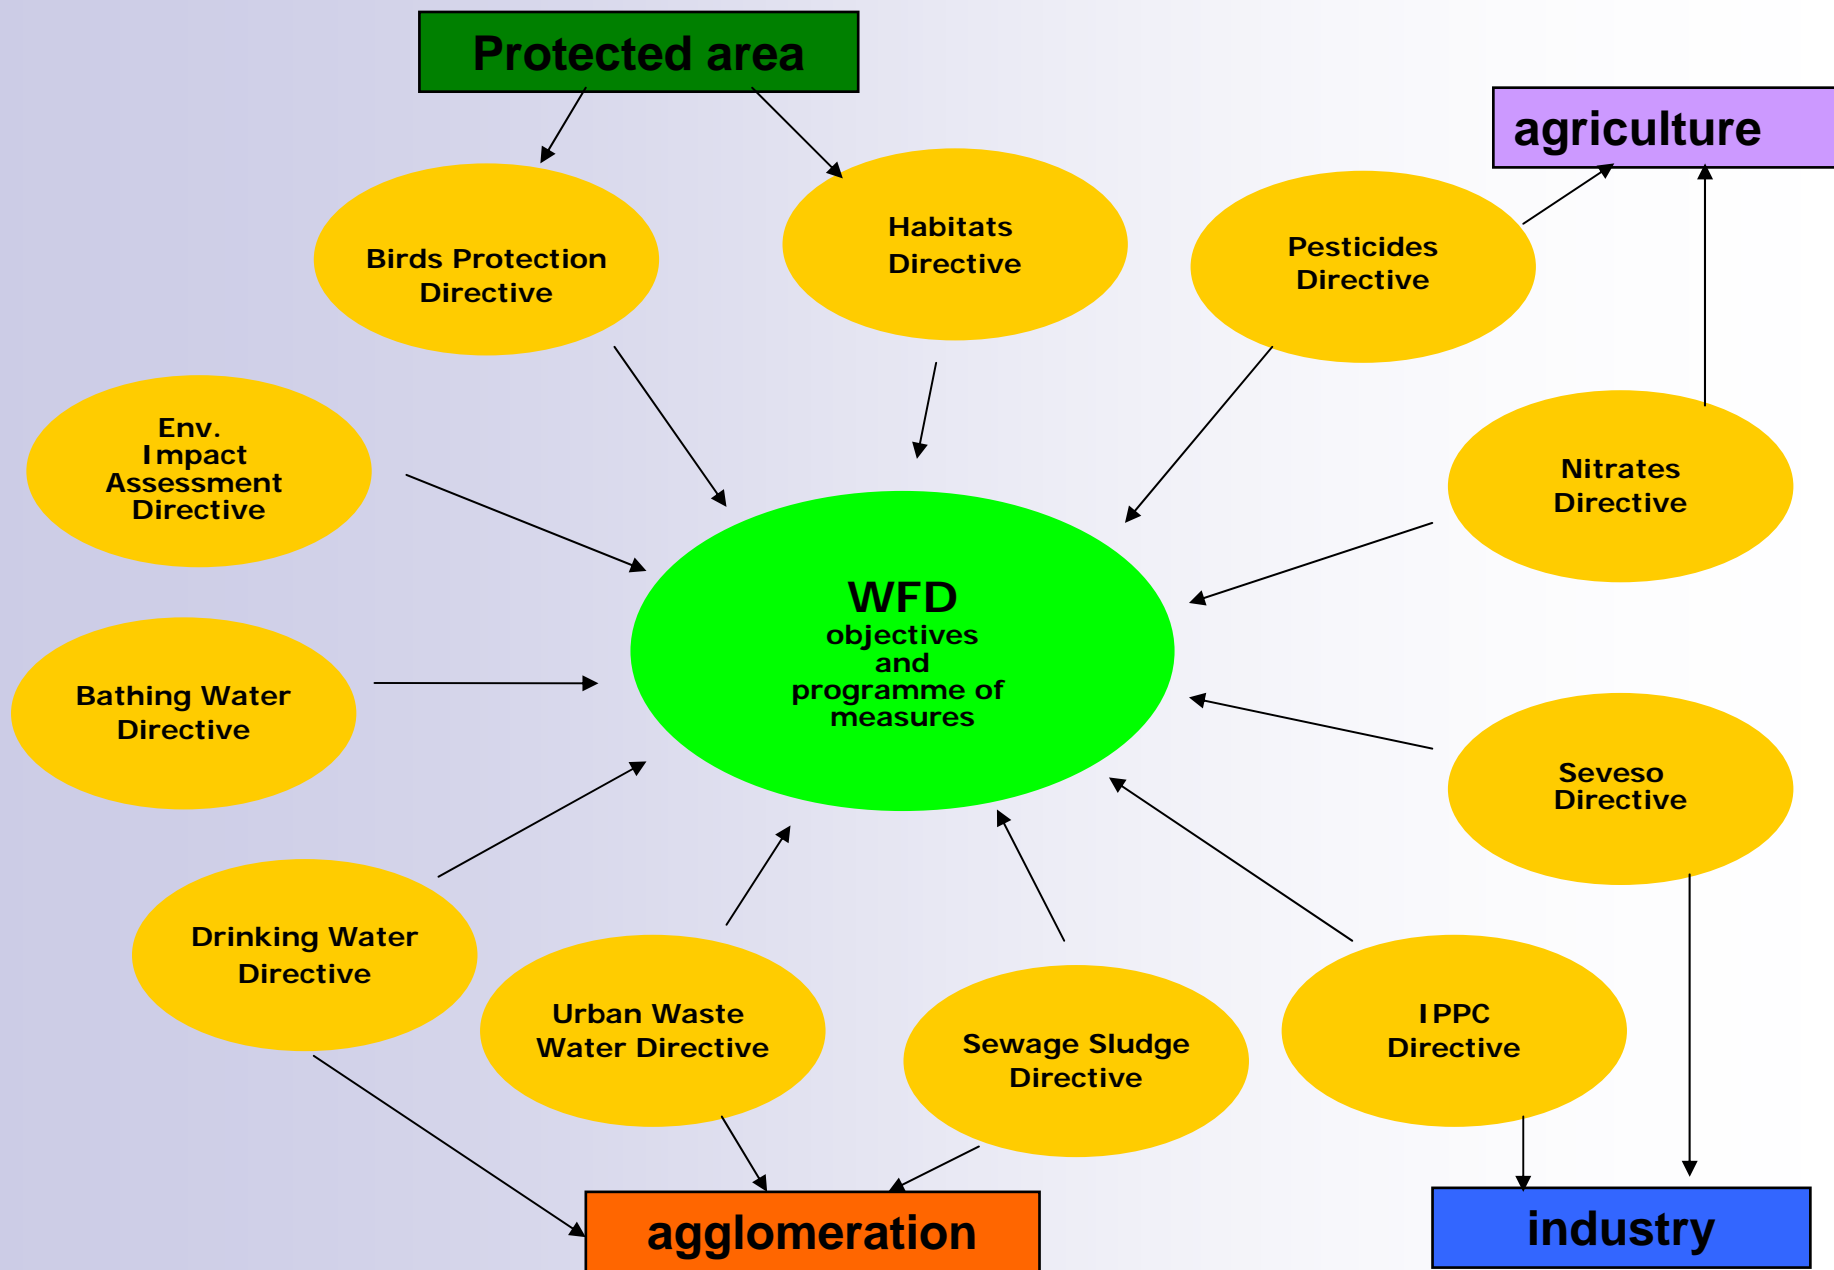 Protected area
agriculture
Birds Protection
Directive
Habitats
Directive
Pesticides
Directive
Env.
Impact
Assessment
Directive
Nitrates
Directive
WFD
objectives
and
programme of
measures
Bathing Water
Directive
Seveso
Directive
Drinking Water
Directive
Urban Waste
Water Directive
Sewage Sludge
Directive
IPPC
Directive
agglomeration
industry